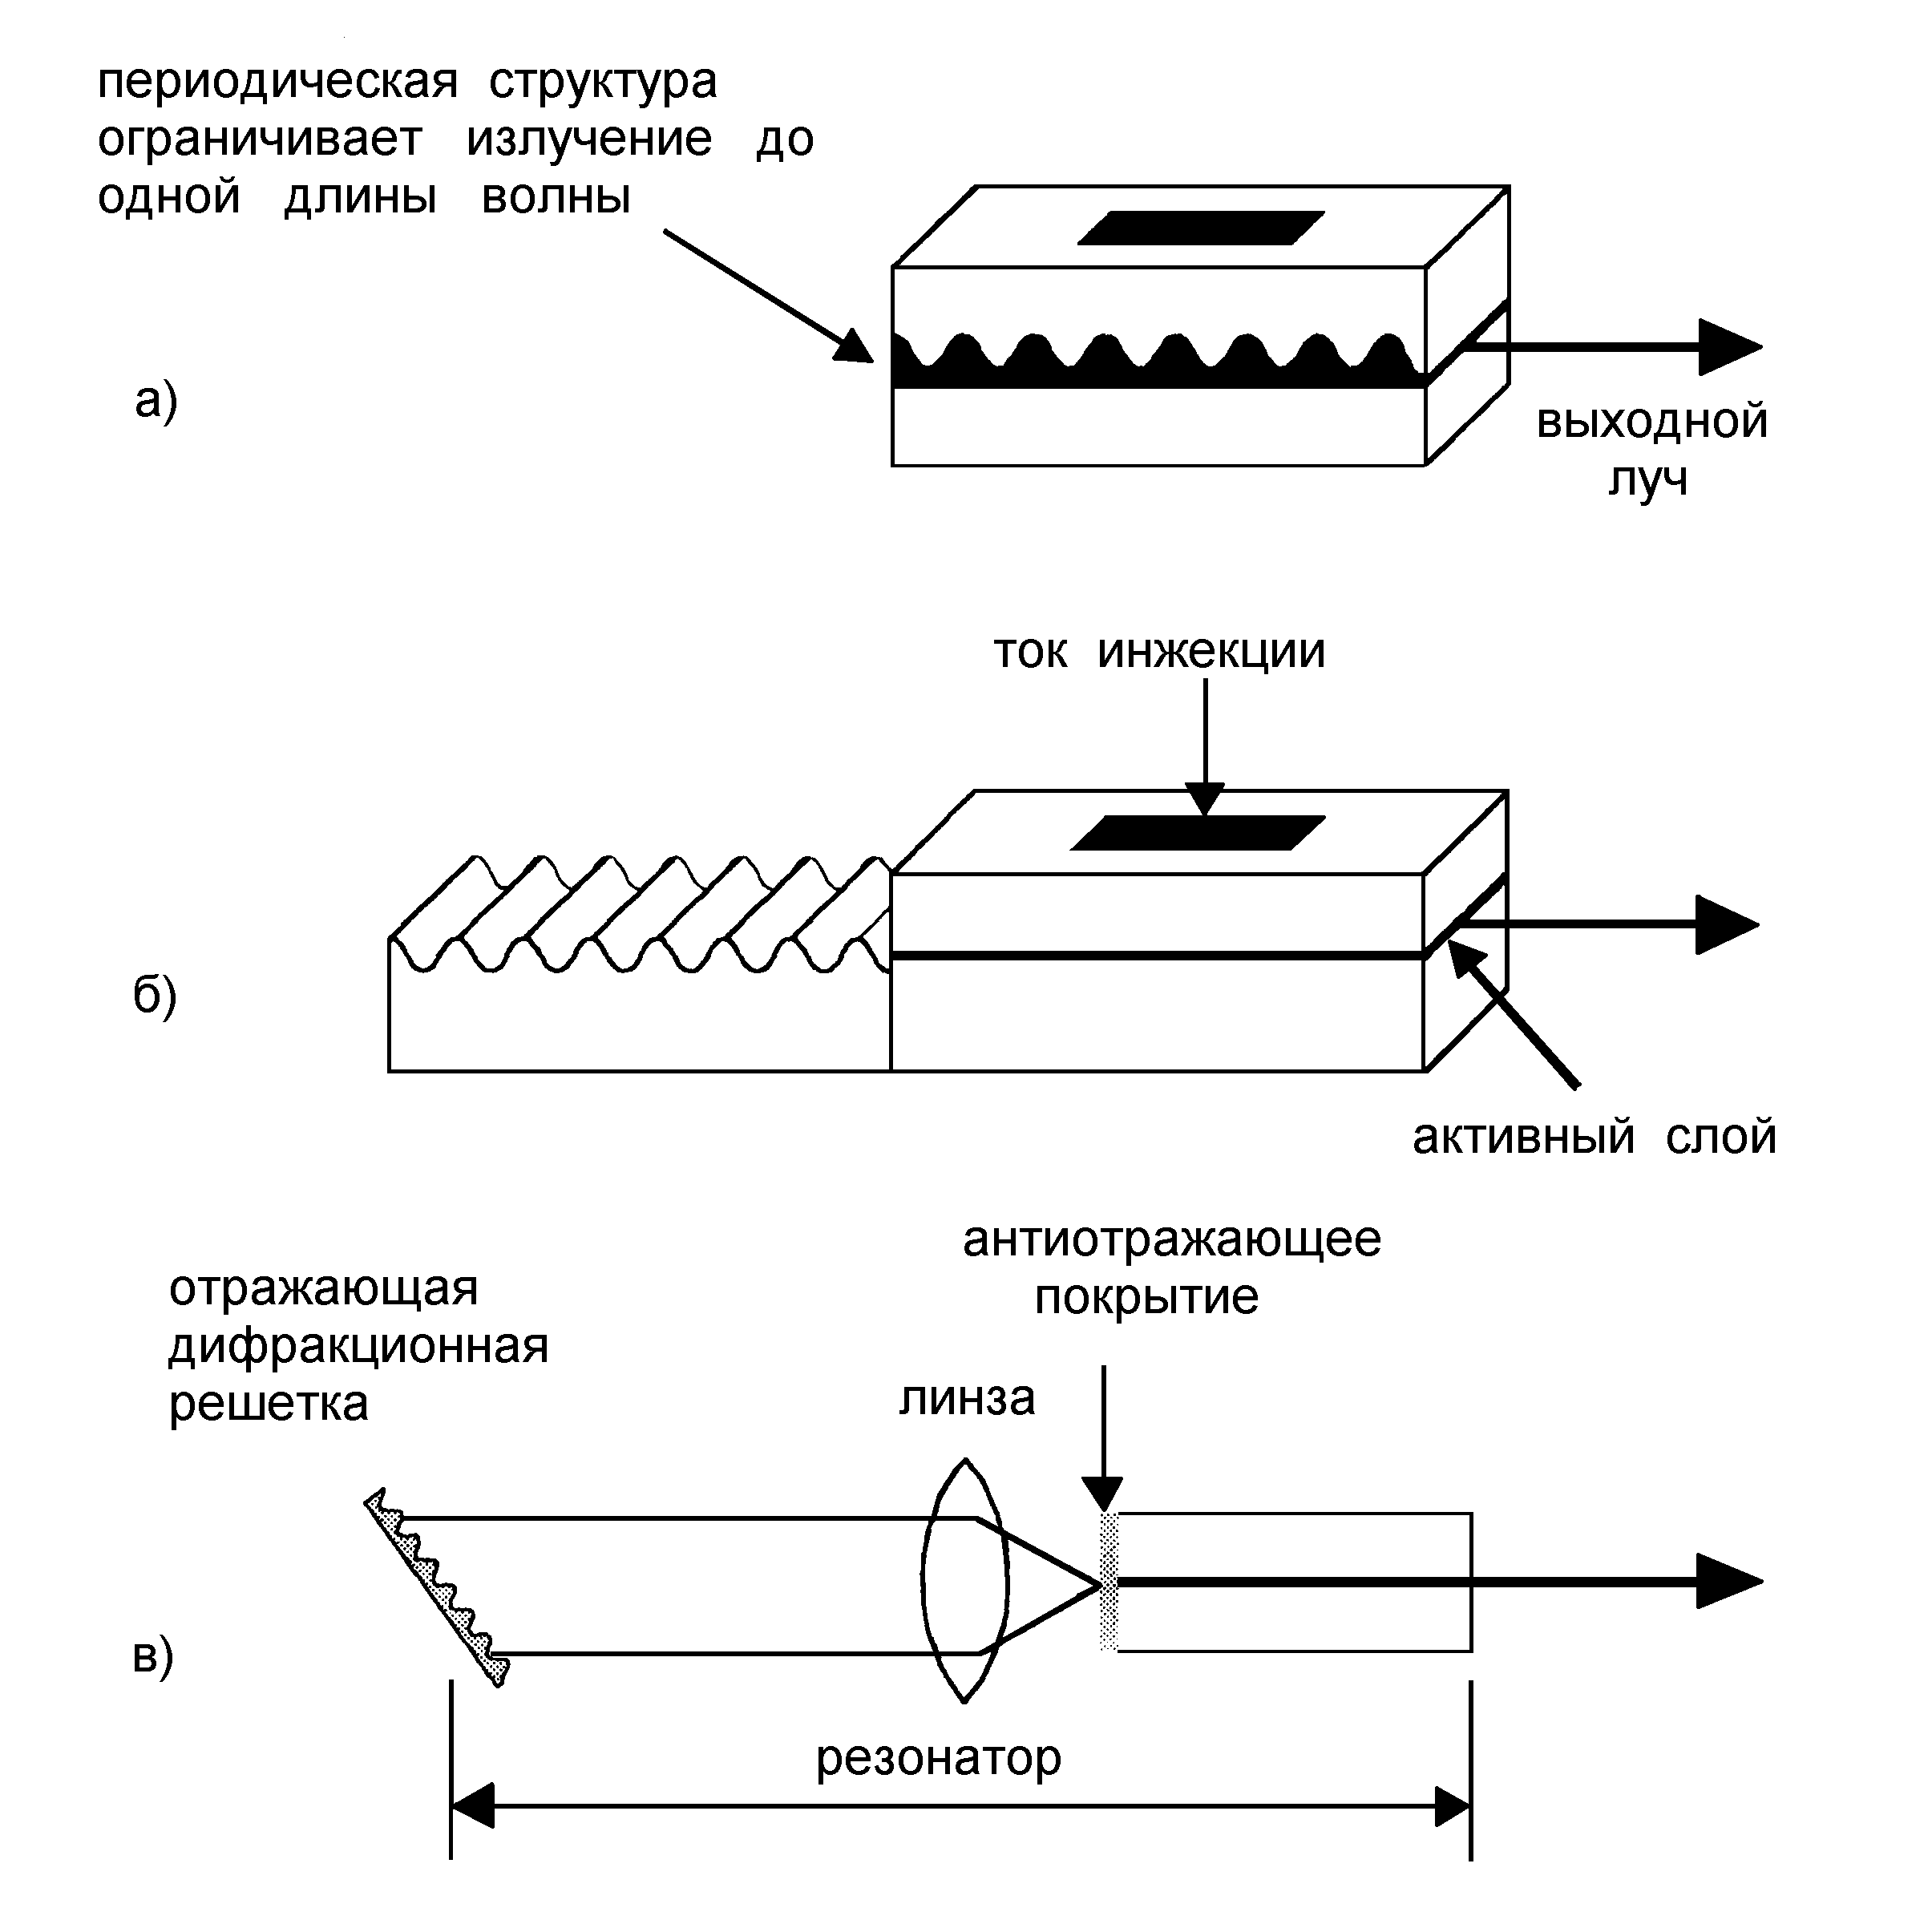 периодическая структура
ограничивает излучение до
одной длины волны
а)
выходной
луч
ток инжекции
б)
активный слой
антиотражающее
покрытие
отражающая
дифракционная
решетка
линза
в)
резонатор